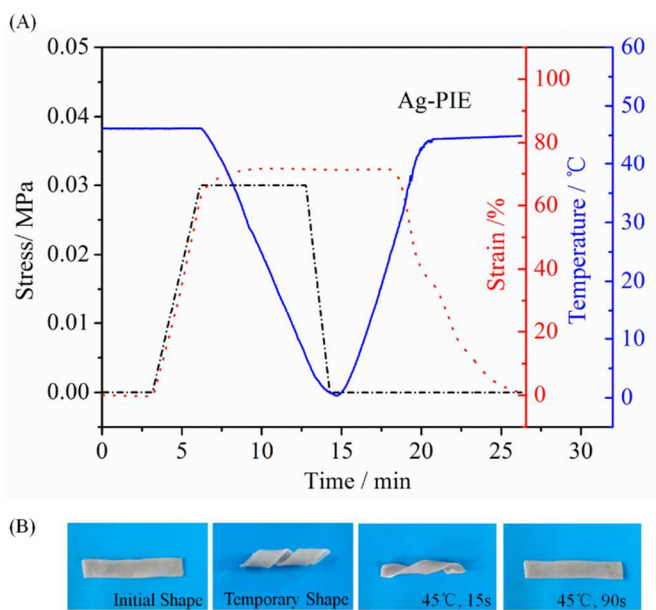 (A)
0.05
0.04
0.03
0.02
0.01
0.00
Stress/ MPa
0
5
10
15
20
25
30
Time / min
Ag-PIE
100
80
60
40
20
0
Strain /%
60
50
40
30
20
10
0
Temperature / ℃
(B)
Initial Shape
Temporary Shape
45℃, 15s
45℃, 90s